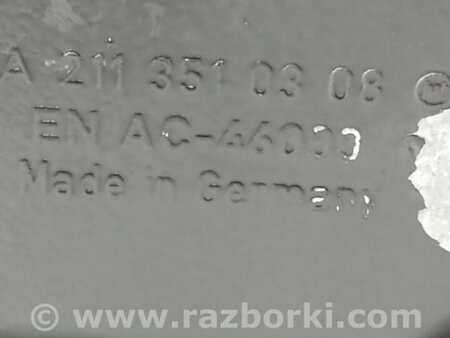 A 211 351 03 08
EN AC-46000
Made in Germany
© www.razborki.com